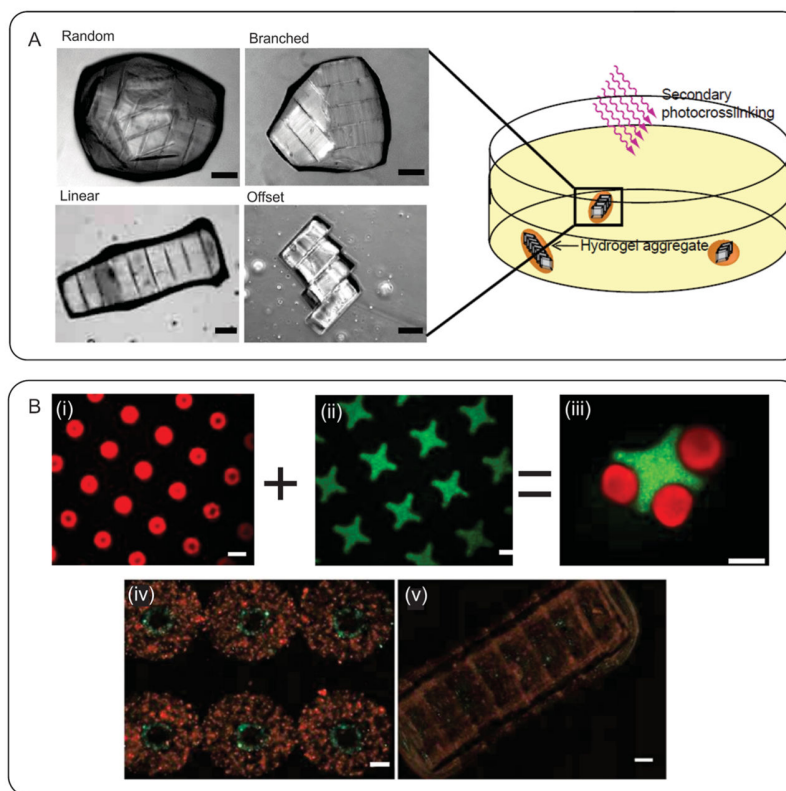 A
Random
Branched
Linear
Offset
Secondary
photocrosslinking
Hydrogel aggregate
B
(i)
+
(ii)
=
(iii)
(iv)
(v)